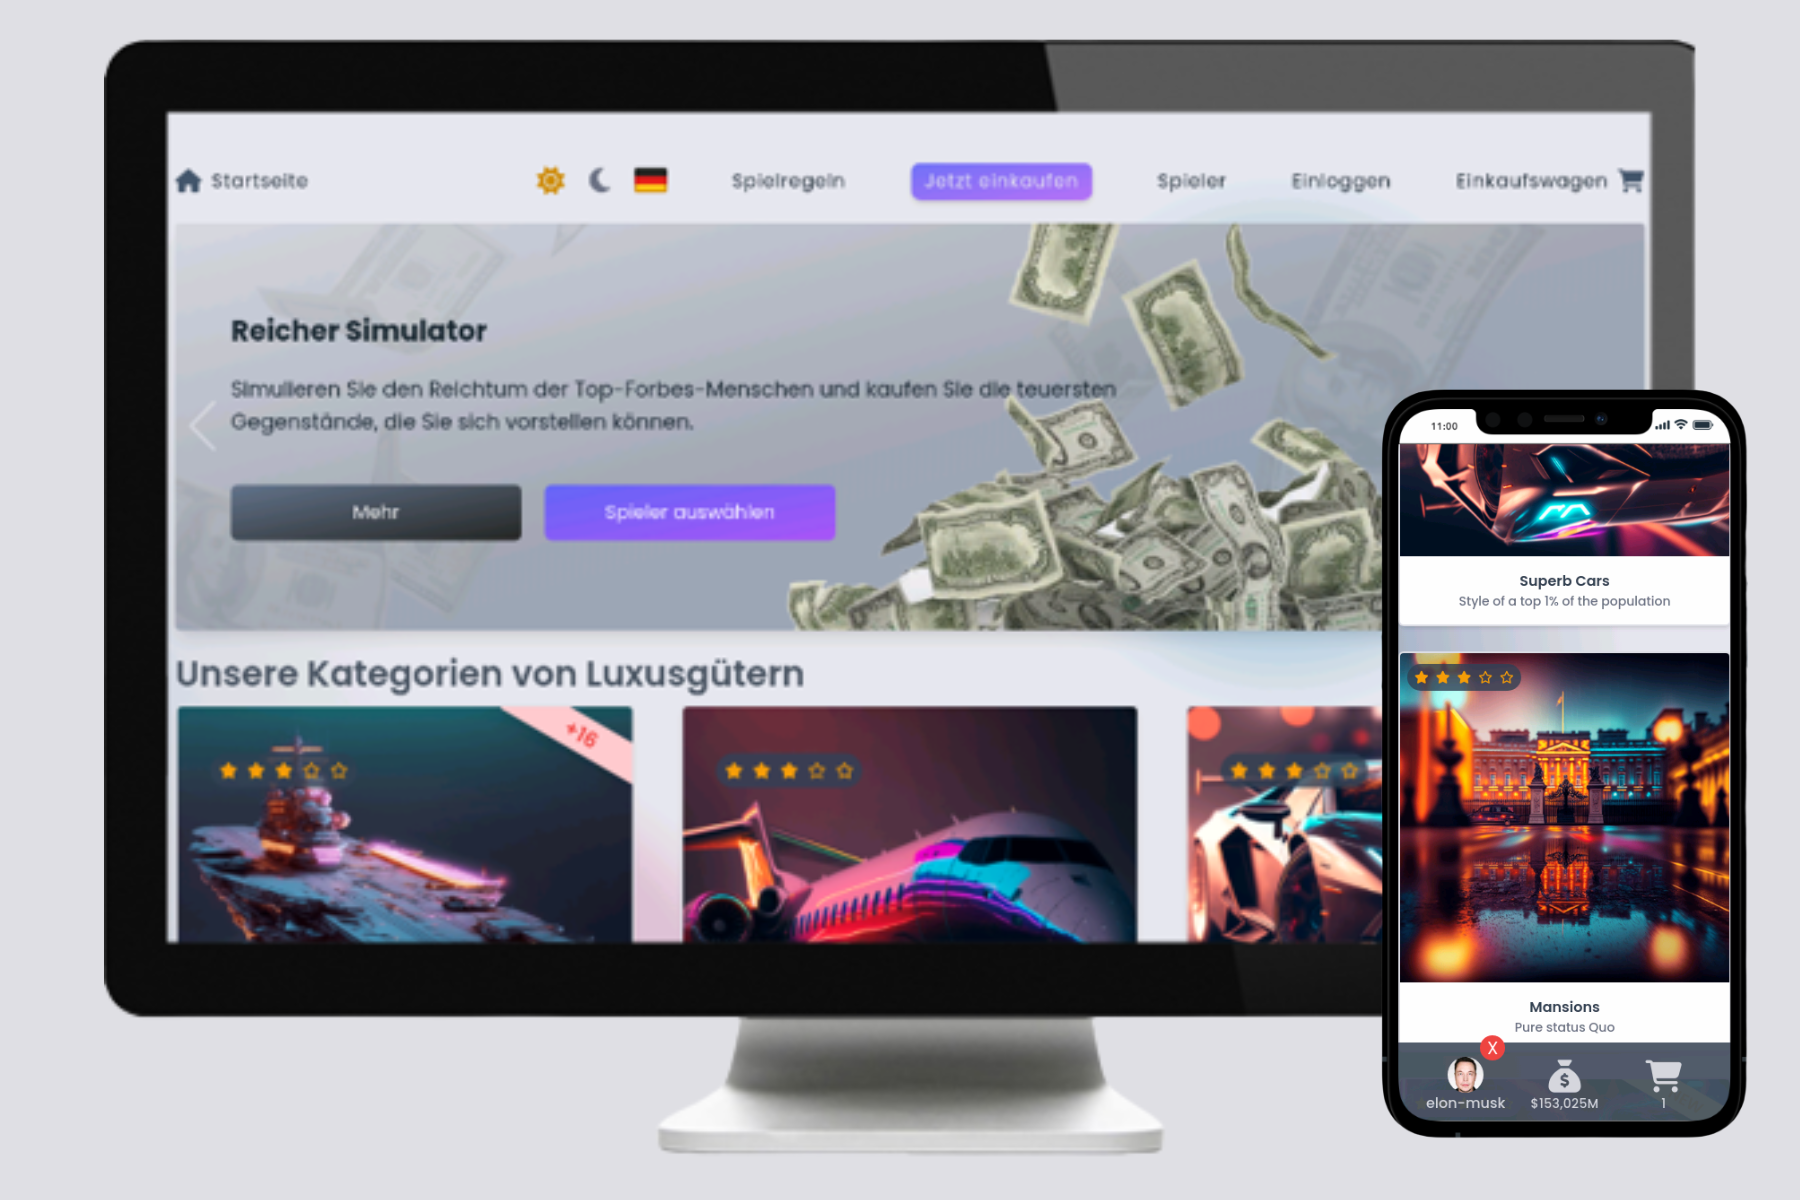 Startseite
Spielregeln
Jetzt einkaufen
Spieler
Einloggen
Einkaufswagen
Reicher Simulator
Simulieren Sie den Reichtum der Top-Forbes-Menschen und kaufen Sie die teuersten
Gegenstände, die Sie sich vorstellen können.
Mehr
Spieler auswählen
Unsere Kategorien von Luxusgütern
+16
11:00
Superb Cars
Style of a top 1% of the population
Mansions
Pure status Quo
X
elon-musk
$
$153,025M
1